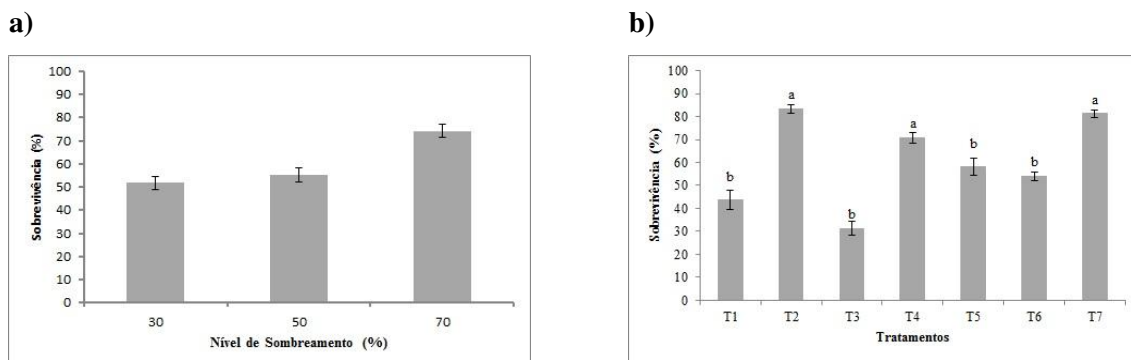 a)
100
90
80
70
60
50
40
30
20
10
0
Sobrevivência (%)
30 50 70
Nível de Sombreamento (%)
b)
100
90
80
70
60
50
40
30
20
10
0
Sobrevivência (%)
b a b a b b a
T1 T2 T3 T4 T5 T6 T7
Tratamentos